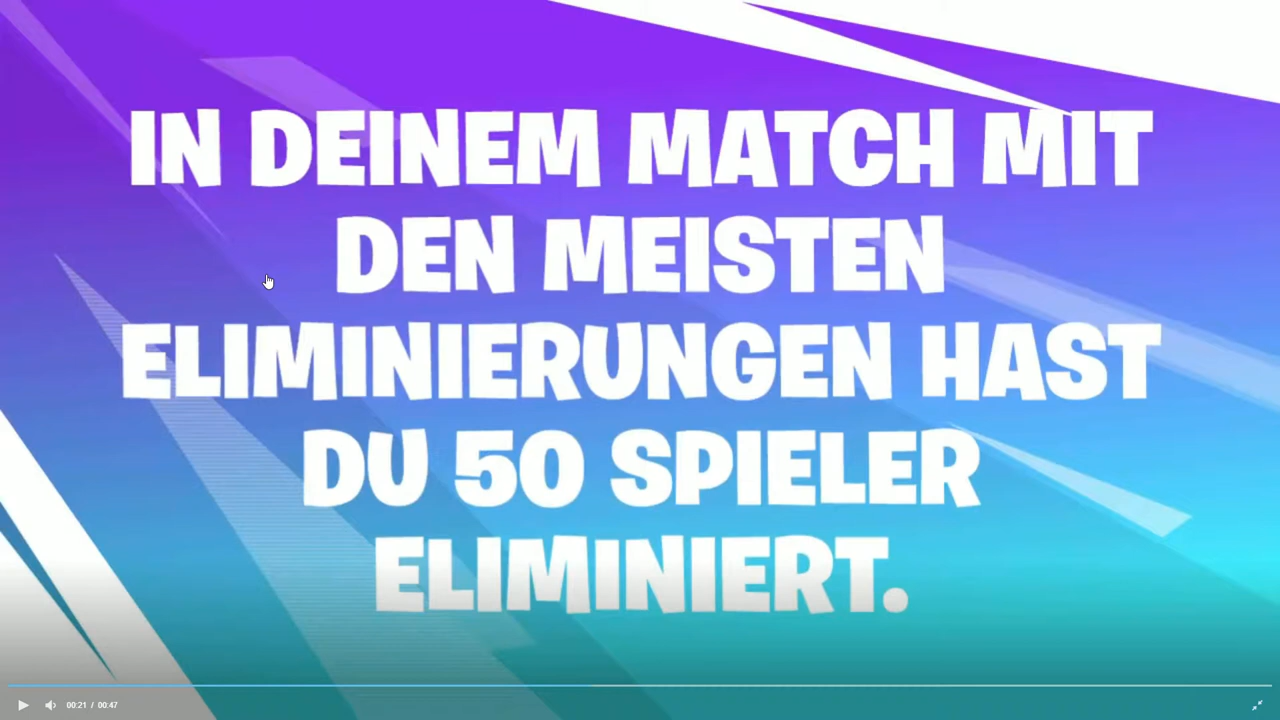 IN DEINEM MATCH MIT
DEN MEISTEN
ELIMINIERUNGEN HAST
DU 50 SPIELER
ELIMINIERT.
00:21 / 00:47